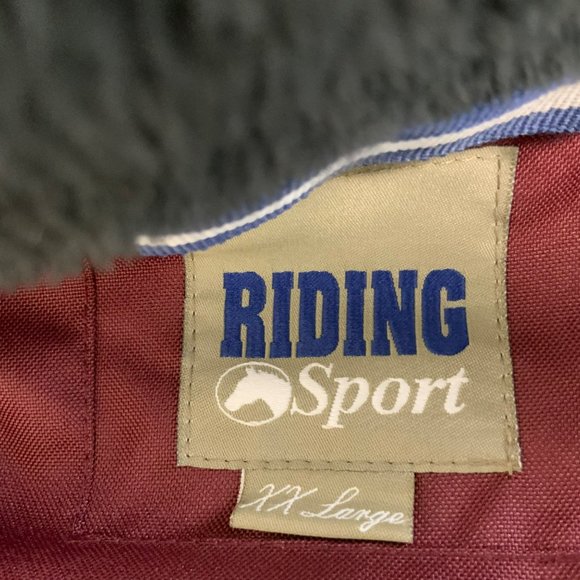 RIDING
Sport
XX Large